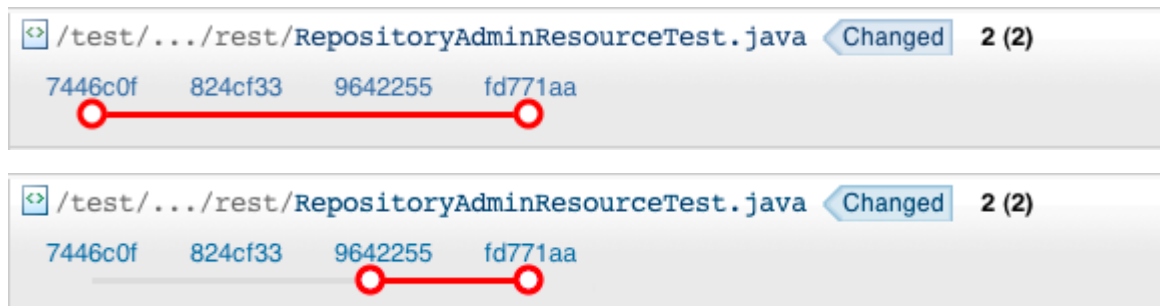 /test/.../rest/RepositoryAdminResourceTest.java Changed 2 (2)
7446c0f 824cf33 9642255 fd771aa
/test/.../rest/RepositoryAdminResourceTest.java Changed 2 (2)
7446c0f 824cf33 9642255 fd771aa